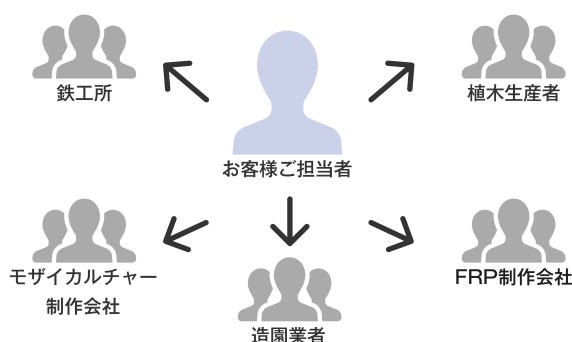 鉄工所
植木生産者
お客様ご担当者
モザイカルチャー
制作会社
FRP制作会社
造園業者